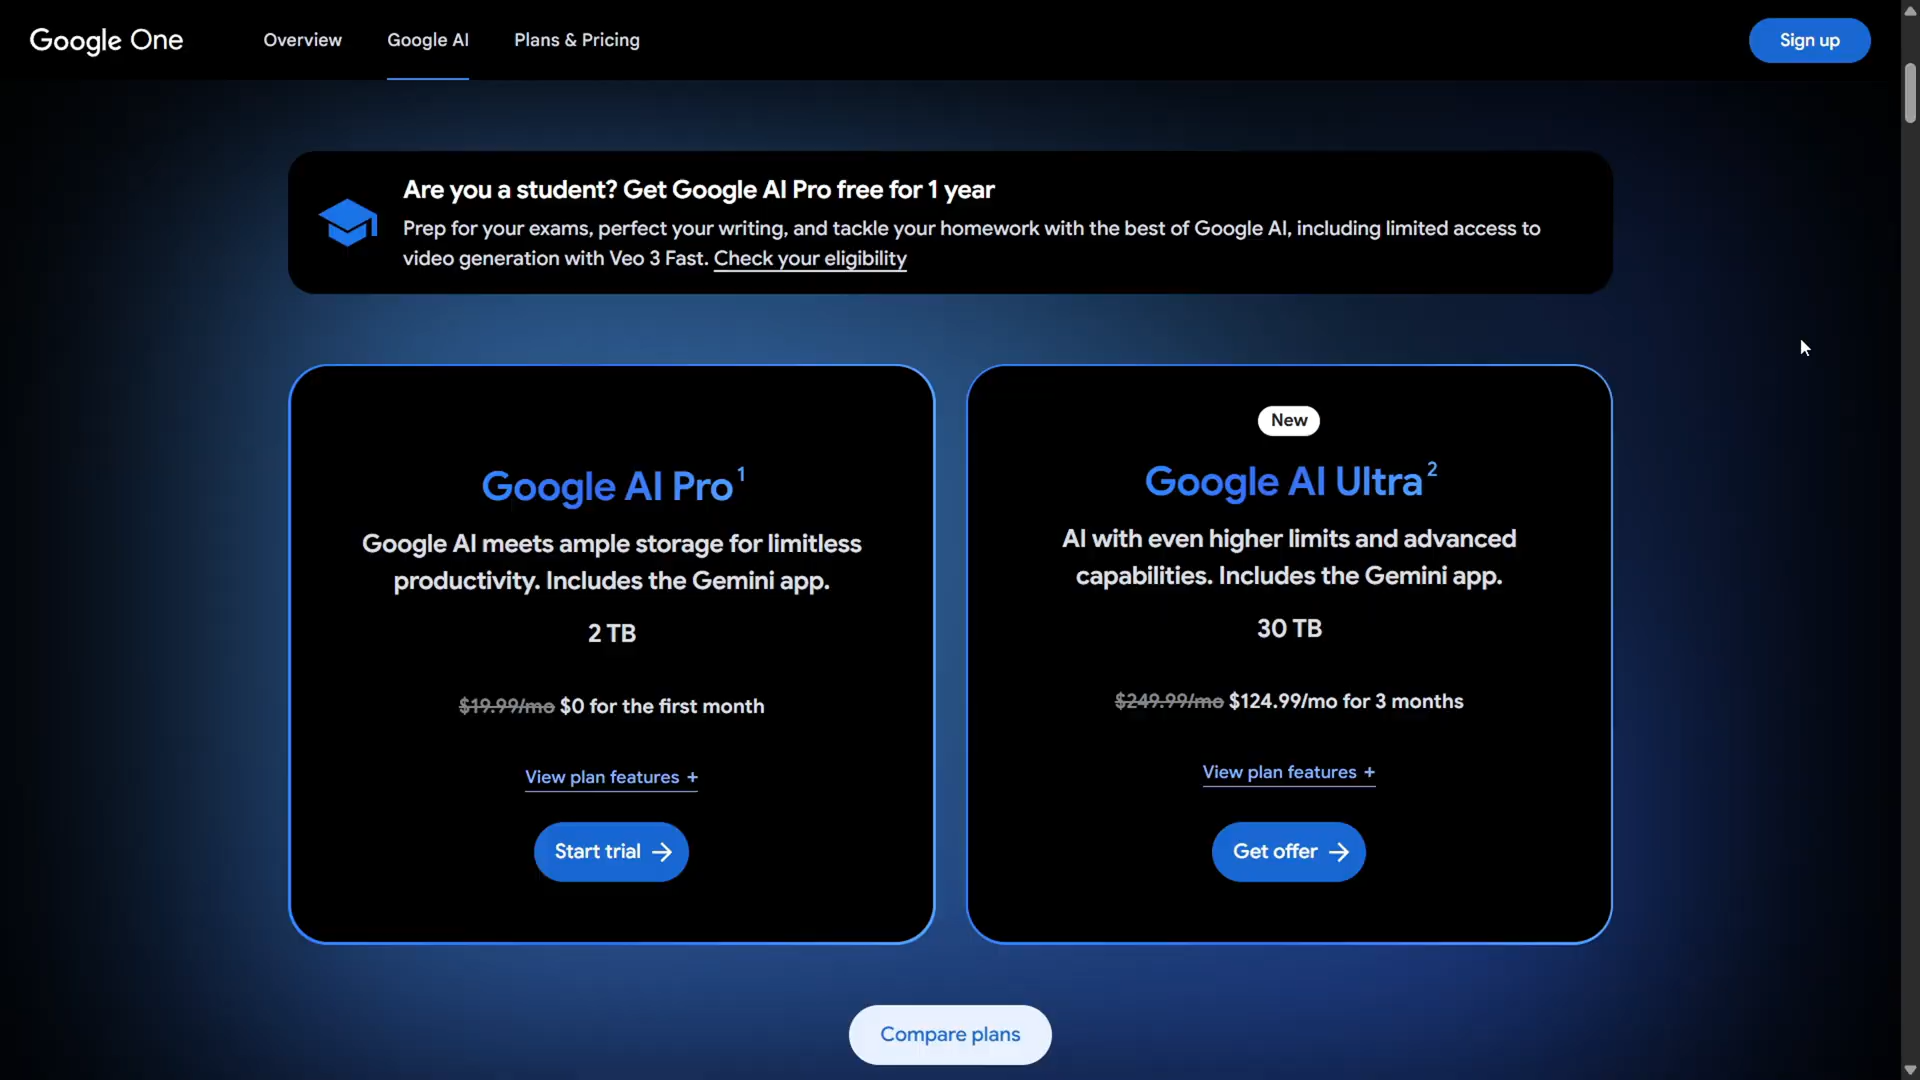 Google One
Overview
Google AI
Plans & Pricing
Sign up
Are you a student? Get Google AI Pro free for 1 year
Prep for your exams, perfect your writing, and tackle your homework with the best of Google AI, including limited access to
video generation with Veo 3 Fast. Check your eligibility
Google AI Pro¹
Google AI meets ample storage for limitless
productivity. Includes the Gemini app.
2 TB
$19.99/mo $0 for the first month
View plan features +
Start trial →
New
Google AI Ultra²
AI with even higher limits and advanced
capabilities. Includes the Gemini app.
30 TB
$249.99/mo $124.99/mo for 3 months
View plan features +
Get offer →
Compare plans